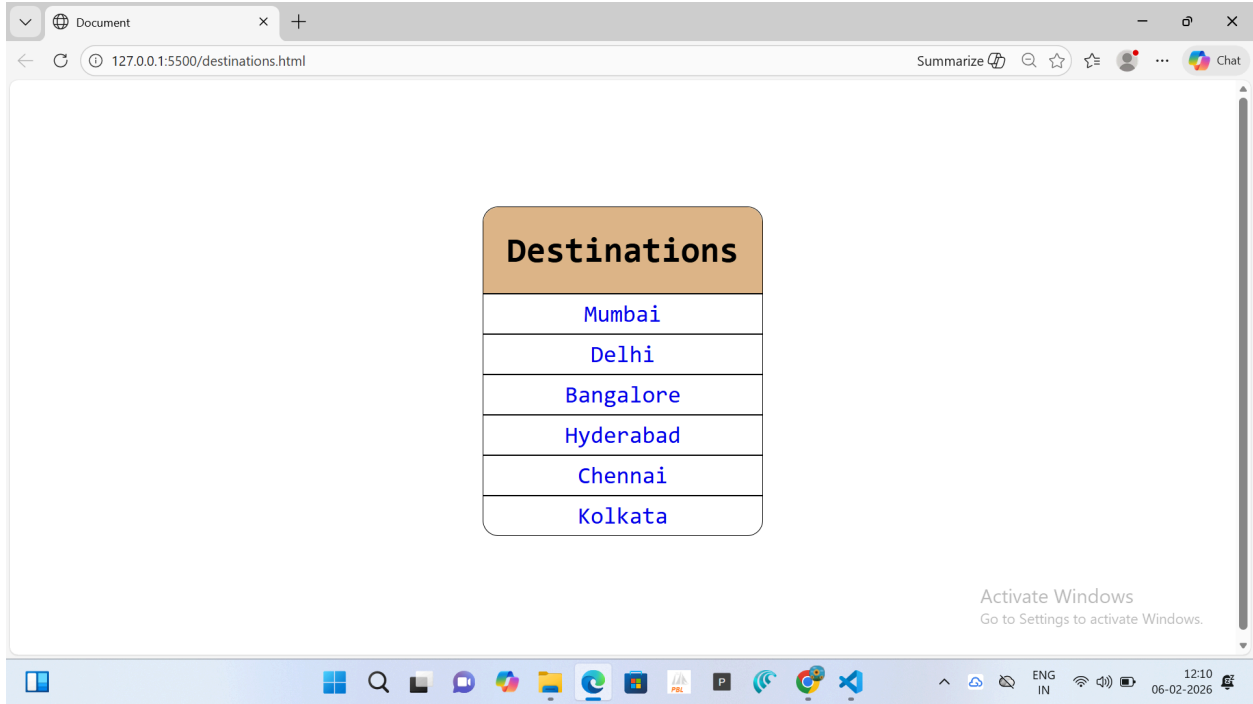 Document
127.0.0.1:5500/destinations.html
Summarize
Chat
Destinations
Mumbai
Delhi
Bangalore
Hyderabad
Chennai
Kolkata
Activate Windows
Go to Settings to activate Windows.
PBL
P
ENG
IN
12:10
06-02-2026